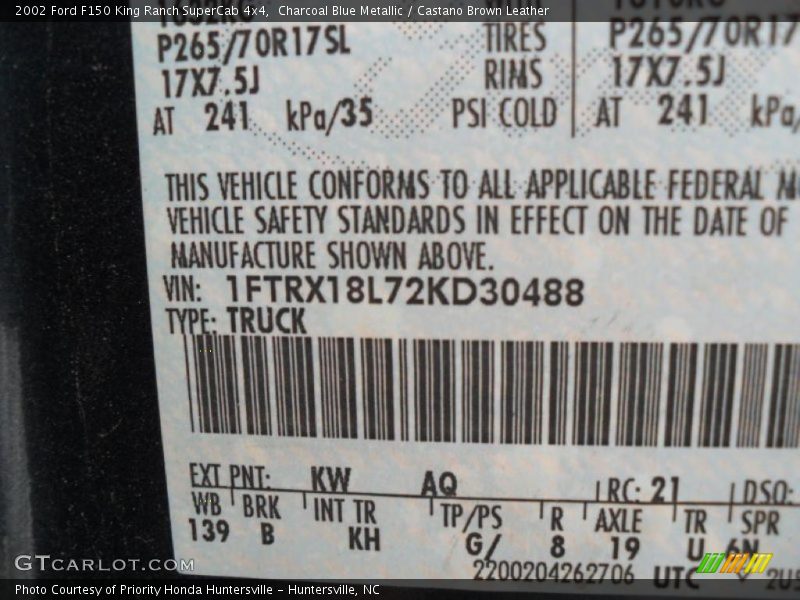 2002 Ford F150 King Ranch SuperCab 4x4, Charcoal Blue Metallic / Castano Brown Leather
P265/70R17SL TIRES P265/70R17
17X7.5J RIMS 17X7.5J
AT 241 kPa/35 PSI COLD AT 241 kPa/
THIS VEHICLE CONFORMS TO ALL APPLICABLE FEDERAL M
VEHICLE SAFETY STANDARDS IN EFFECT ON THE DATE OF
MANUFACTURE SHOWN ABOVE.
VIN: 1FTRX18L72KD30488
TYPE: TRUCK
EXT PNT: KW AQ RC: 21 DSO:
WB BRK INT TR TP/PS R AXLE TR SPR
139 B KH G/ 8 19 U 6N
2200204262706 UTC
GTCARLOT.COM
Photo Courtesy of Priority Honda Huntersville – Huntersville, NC